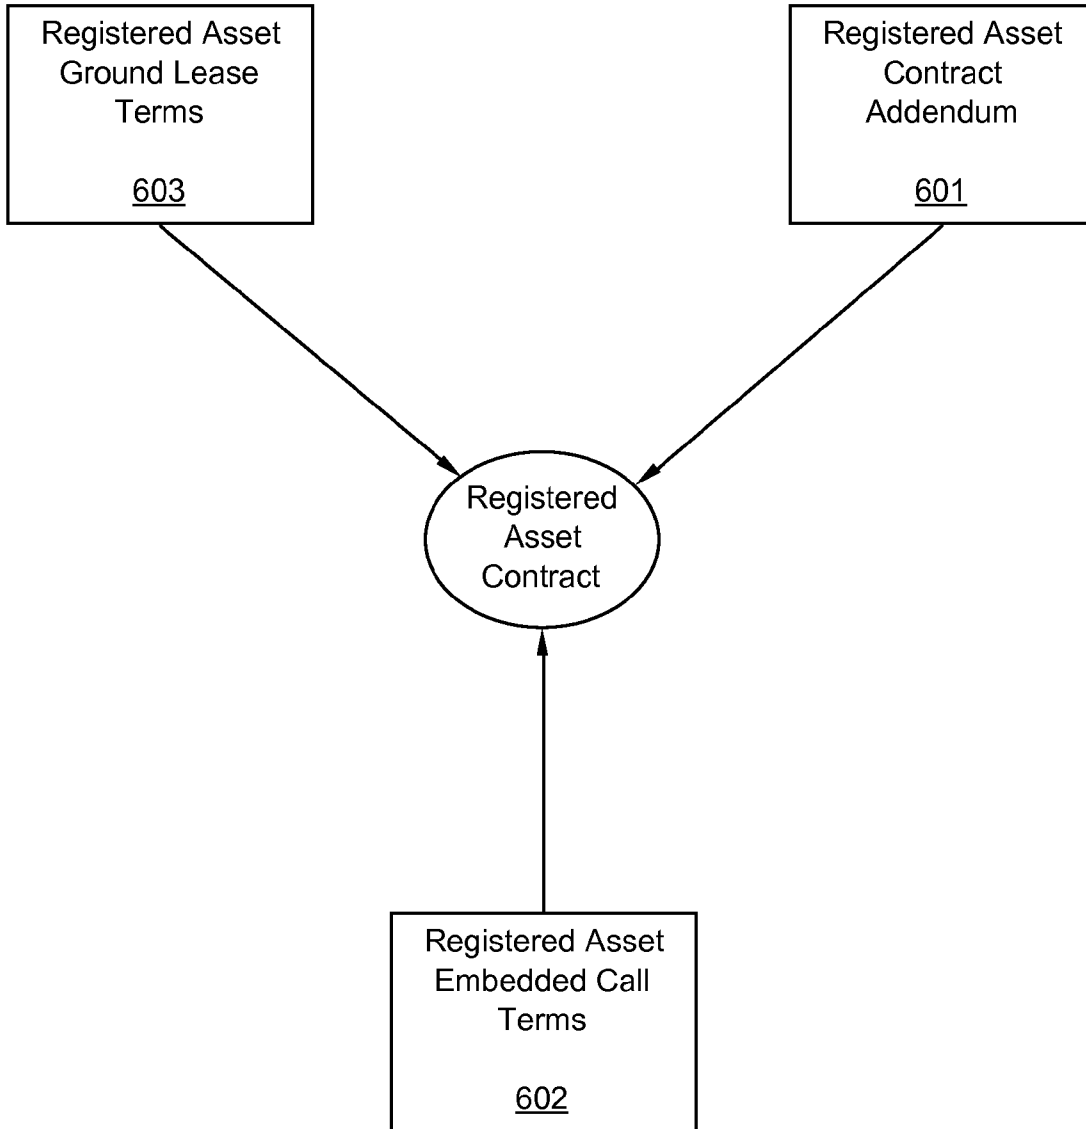 Registered Asset
Ground Lease
Terms
603
Registered Asset
Contract
Addendum
601
Registered
Asset
Contract
Registered Asset
Embedded Call
Terms
602